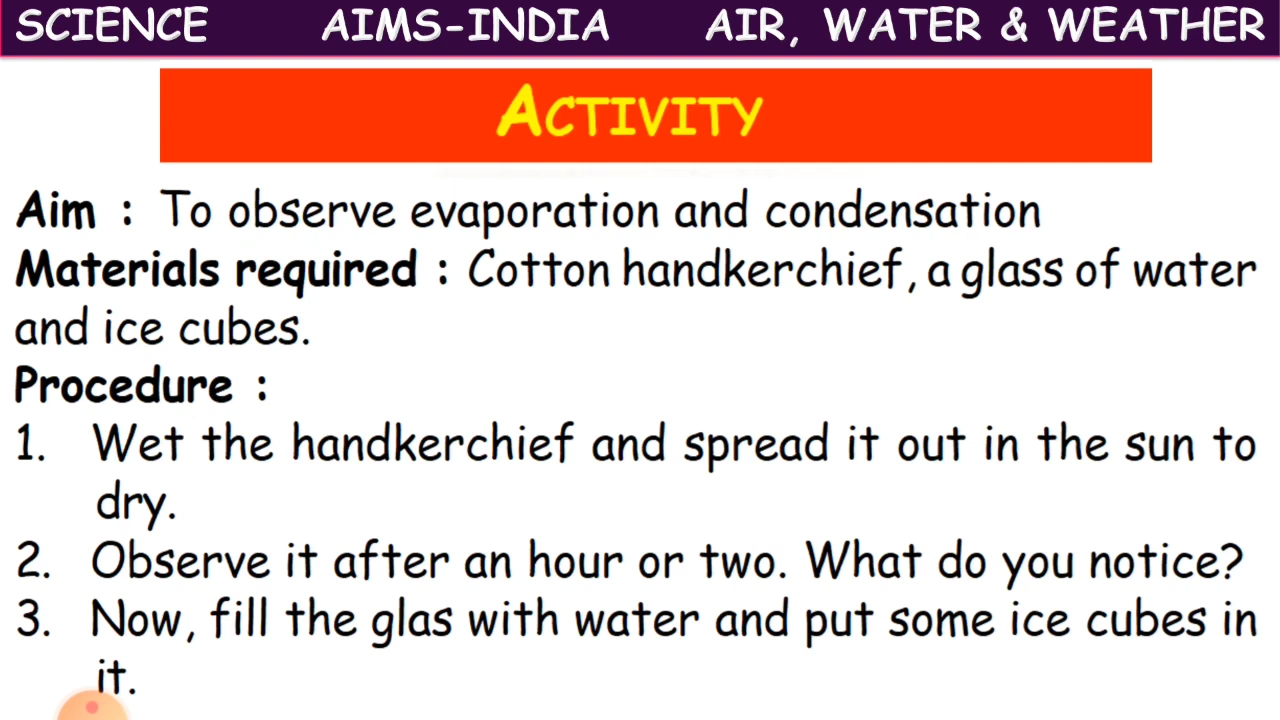 SCIENCE AIMS-INDIA AIR, WATER & WEATHER
ACTIVITY
Aim : To observe evaporation and condensation
Materials required : Cotton handkerchief, a glass of water
and ice cubes.
Procedure :
1. Wet the handkerchief and spread it out in the sun to
dry.
2. Observe it after an hour or two. What do you notice?
3. Now, fill the glas with water and put some ice cubes in
it.